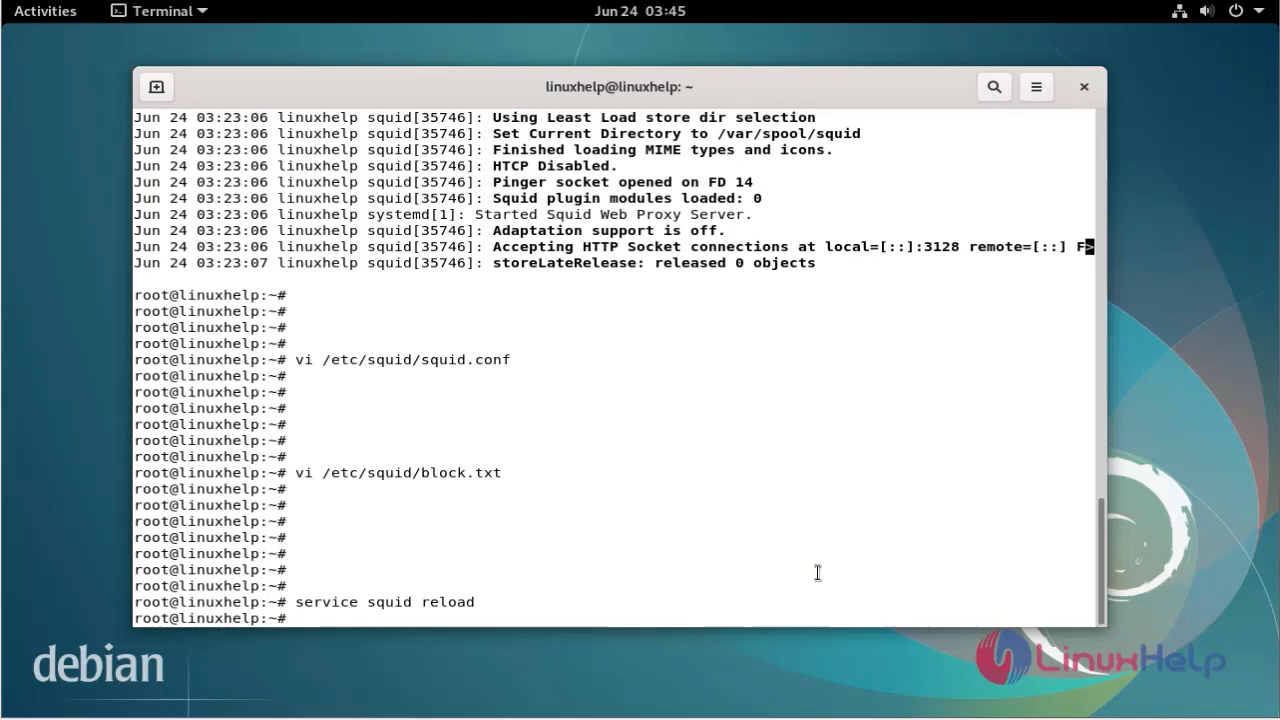 Activities Terminal Jun 24 03:45
linuxhelp@linuxhelp: ~
Jun 24 03:23:06 linuxhelp squid[35746]: Using Least Load store dir selection
Jun 24 03:23:06 linuxhelp squid[35746]: Set Current Directory to /var/spool/squid
Jun 24 03:23:06 linuxhelp squid[35746]: Finished loading MIME types and icons.
Jun 24 03:23:06 linuxhelp squid[35746]: HTCP Disabled.
Jun 24 03:23:06 linuxhelp squid[35746]: Pinger socket opened on FD 14
Jun 24 03:23:06 linuxhelp squid[35746]: Squid plugin modules loaded: 0
Jun 24 03:23:06 linuxhelp systemd[1]: Started Squid Web Proxy Server.
Jun 24 03:23:06 linuxhelp squid[35746]: Adaptation support is off.
Jun 24 03:23:06 linuxhelp squid[35746]: Accepting HTTP Socket connections at local=[::]:3128 remote=[::] F>
Jun 24 03:23:07 linuxhelp squid[35746]: storeLateRelease: released 0 objects
root@linuxhelp:~#
root@linuxhelp:~#
root@linuxhelp:~#
root@linuxhelp:~#
root@linuxhelp:~# vi /etc/squid/squid.conf
root@linuxhelp:~#
root@linuxhelp:~#
root@linuxhelp:~#
root@linuxhelp:~#
root@linuxhelp:~#
root@linuxhelp:~#
root@linuxhelp:~# vi /etc/squid/block.txt
root@linuxhelp:~#
root@linuxhelp:~#
root@linuxhelp:~#
root@linuxhelp:~#
root@linuxhelp:~#
root@linuxhelp:~#
root@linuxhelp:~#
root@linuxhelp:~# service squid reload
root@linuxhelp:~#
debian
LinuxHelp